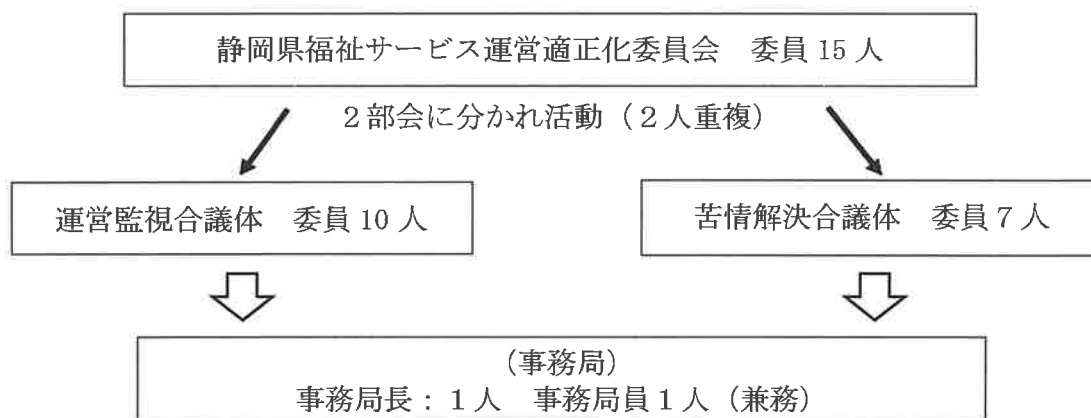 静岡県福祉サービス運営適正化委員会　委員 15 人
２部会に分かれ活動（２人重複）
運営監視合議体　委員 10 人
苦情解決合議体　委員 7 人
（事務局）
事務局長：１人　事務局員１人（兼務）